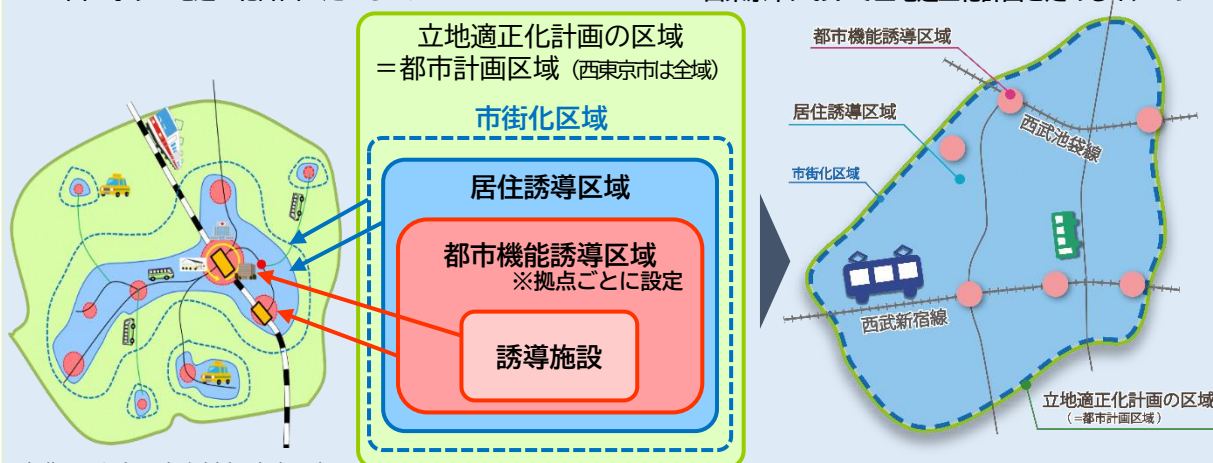 立地適正化計画の区域
＝都市計画区域（西東京市は全域）
市街化区域
居住誘導区域
都市機能誘導区域
※拠点ごとに設定
誘導施設
都市機能誘導区域
居住誘導区域
市街化区域
西武池袋線
西武新宿線
立地適正化計画の区域
（=都市計画区域）